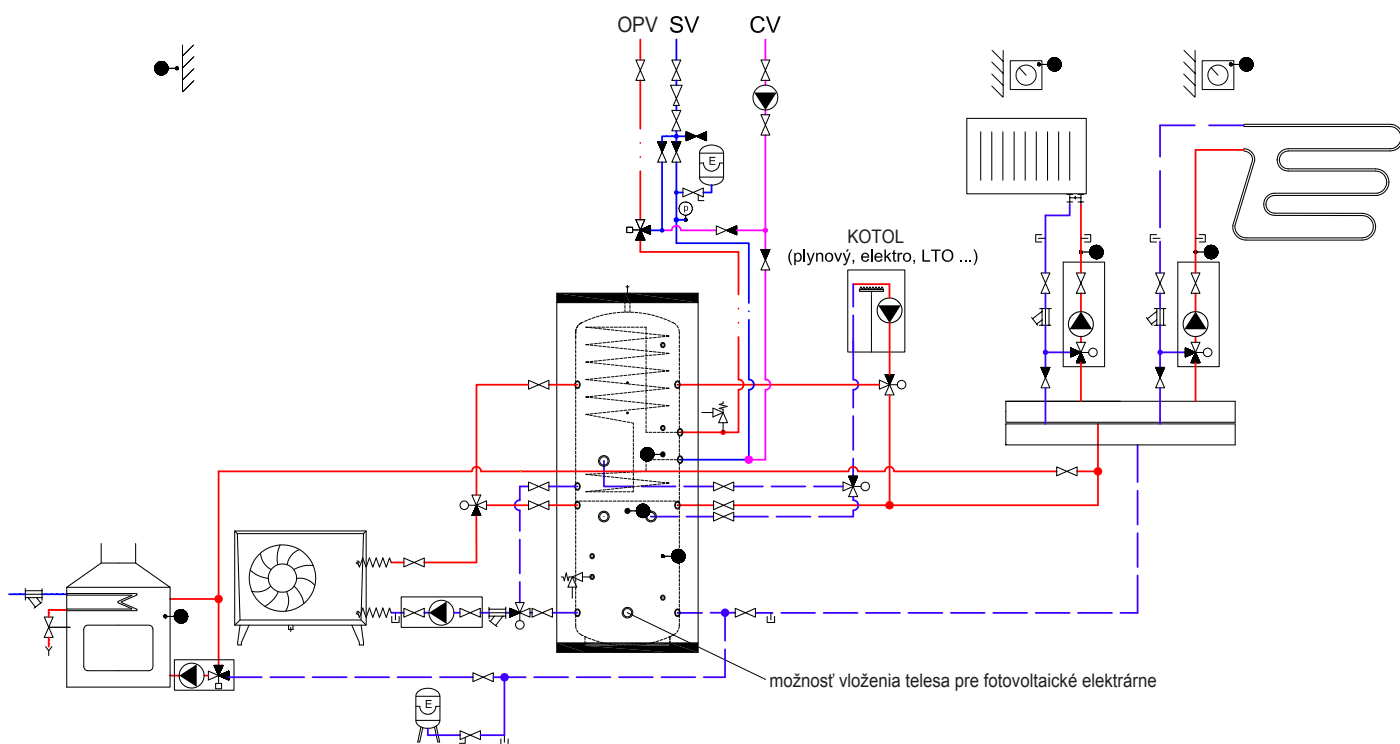 OPV SV CV
E
p
KOTOL
(plynový, elektro, LTO ...)
možnosť vloženia telesa pre fotovoltaické elektrárne
E